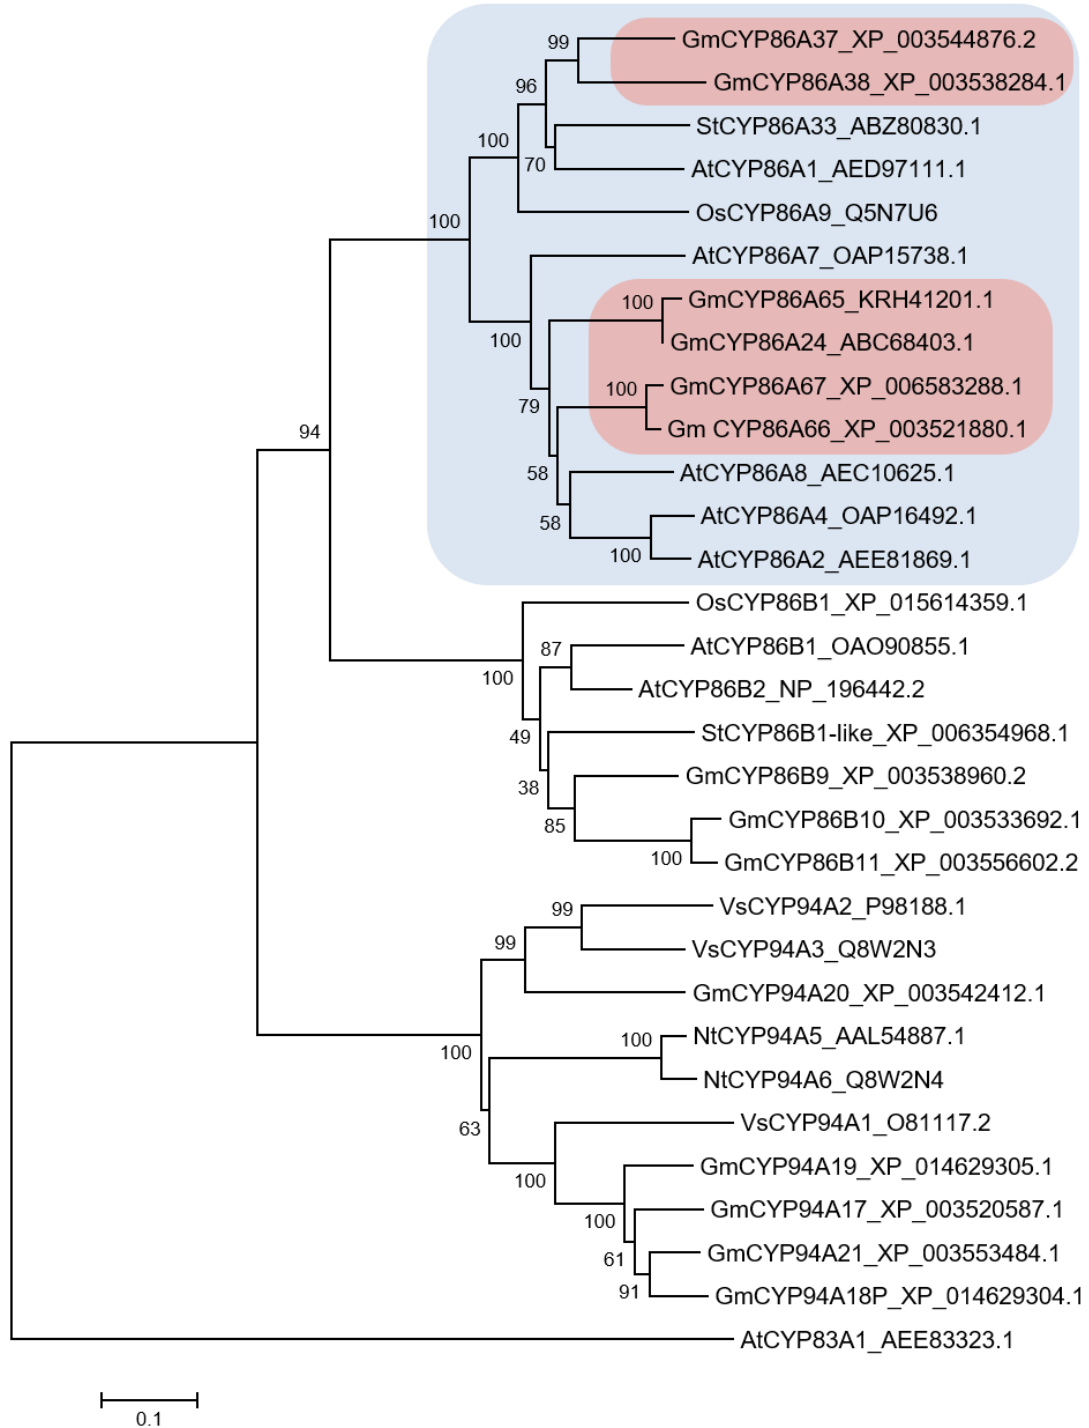 99
GmCYP86A37_XP_003544876.2
96
GmCYP86A38_XP_003538284.1
100
StCYP86A33_ABZ80830.1
70
AtCYP86A1_AED97111.1
100
OsCYP86A9_Q5N7U6
AtCYP86A7_OAP15738.1
100
GmCYP86A65_KRH41201.1
100
GmCYP86A24_ABC68403.1
100
GmCYP86A67_XP_006583288.1
79
Gm CYP86A66_XP_003521880.1
94
58
AtCYP86A8_AEC10625.1
58
AtCYP86A4_OAP16492.1
100
AtCYP86A2_AEE81869.1
OsCYP86B1_XP_015614359.1
87
AtCYP86B1_OAO90855.1
100
AtCYP86B2_NP_196442.2
49
StCYP86B1-like_XP_006354968.1
38
GmCYP86B9_XP_003538960.2
85
GmCYP86B10_XP_003533692.1
100
GmCYP86B11_XP_003556602.2
99
VsCYP94A2_P98188.1
99
VsCYP94A3_Q8W2N3
GmCYP94A20_XP_003542412.1
100
100
NtCYP94A5_AAL54887.1
NtCYP94A6_Q8W2N4
63
VsCYP94A1_O81117.2
100
GmCYP94A19_XP_014629305.1
100
GmCYP94A17_XP_003520587.1
61
GmCYP94A21_XP_003553484.1
91
GmCYP94A18P_XP_014629304.1
AtCYP83A1_AEE83323.1
0.1